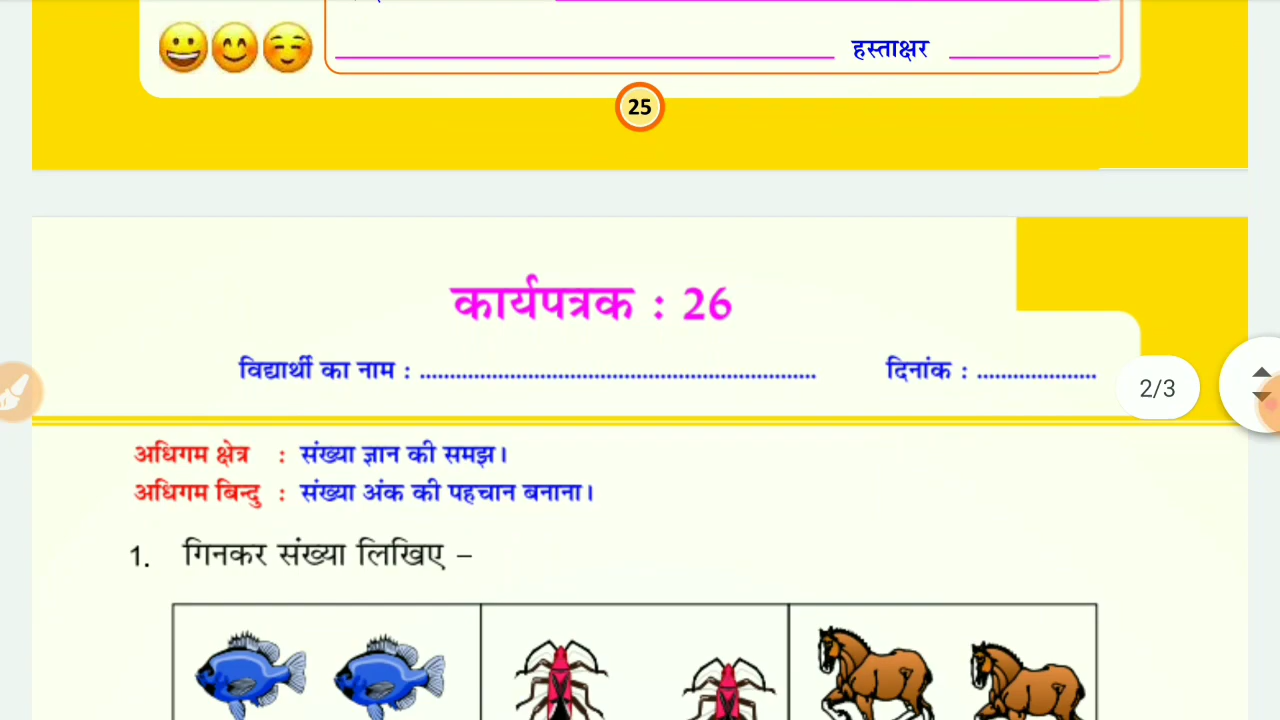 हस्ताक्षर
25
कार्यपत्रक : 26
विद्यार्थी का नाम : .................................................................. दिनांक : ....................
2/3
अधिगम क्षेत्र : संख्या ज्ञान की समझ।
अधिगम बिन्दु : संख्या अंक की पहचान बनाना।
1. गिनकर संख्या लिखिए –